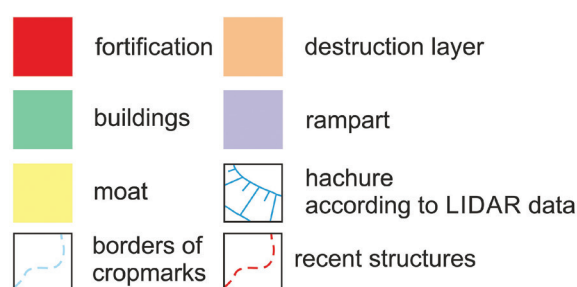 fortification
destruction layer
buildings
rampart
moat
hachure
according to LIDAR data
borders of
cropmarks
recent structures